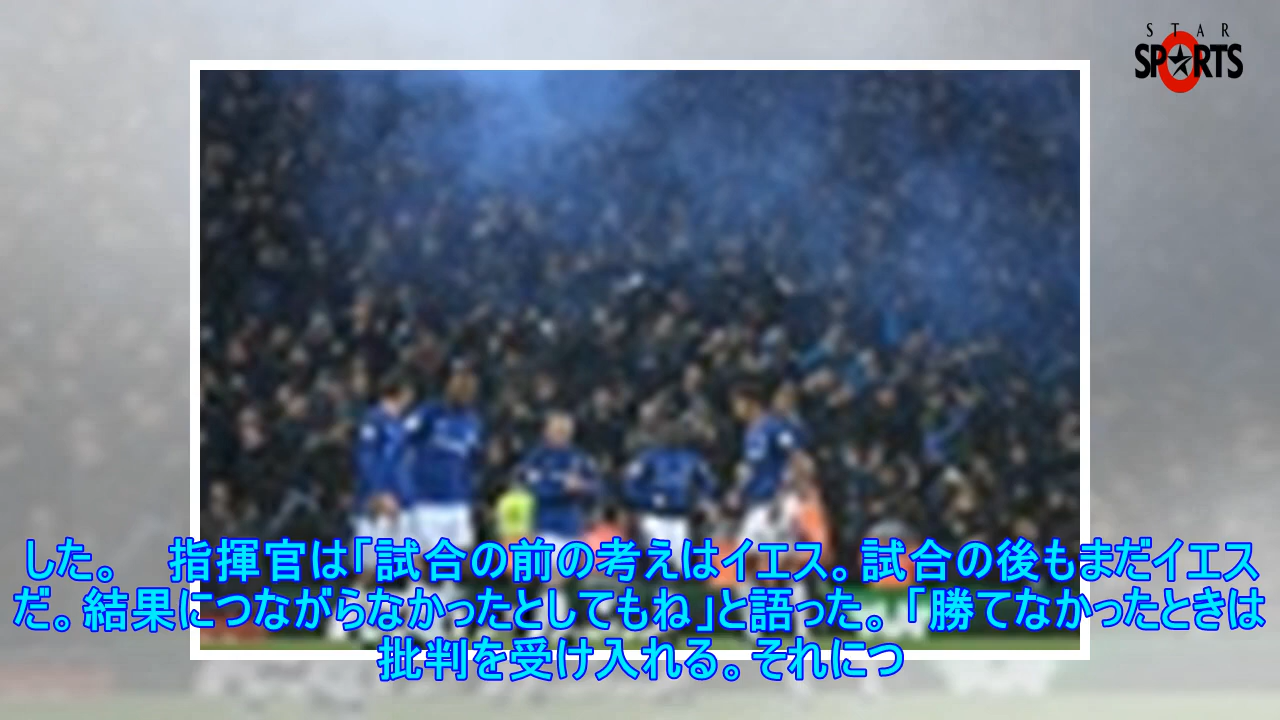 STAR
SPORTS
した。　指揮官は「試合の前の考えはイエス。試合の後もまだイエス
だ。結果につながらなかったとしてもね」と語った。「勝てなかったときは
批判を受け入れる。それにつ